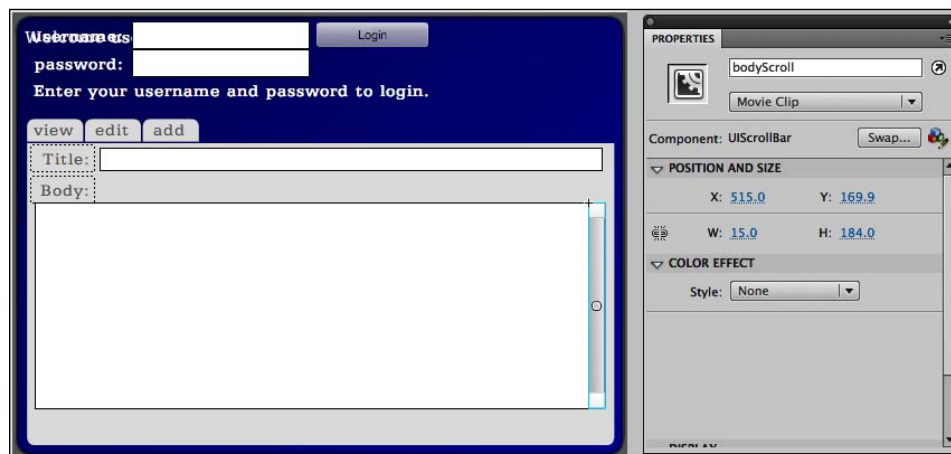 Login
password:
Enter your username and password to login.
view edit add
Title:
Body:
PROPERTIES
bodyScroll
Movie Clip
Component: UIScrollBar Swap...
POSITION AND SIZE
X: 515.0 Y: 169.9
W: 15.0 H: 184.0
COLOR EFFECT
Style: None